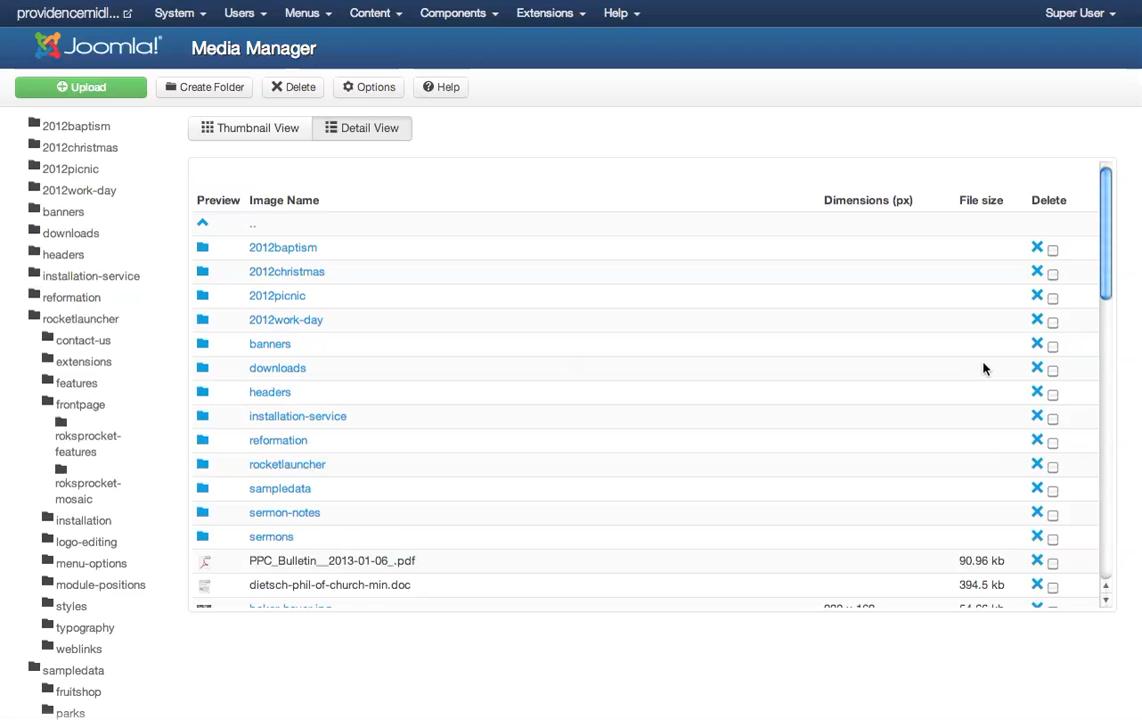 providencemidl... System Users Menus Content Components Extensions Help Super User
Joomla!® Media Manager
Upload Create Folder Delete Options Help
Thumbnail View Detail View
2012baptism
2012christmas
2012picnic
2012work-day
banners
downloads
headers
installation-service
reformation
rocketlauncher
contact-us
extensions
features
frontpage
roksprocket-
features
roksprocket-
mosaic
installation
logo-editing
menu-options
module-positions
styles
typography
weblinks
sampledata
fruitshop
parks
Preview Image Name Dimensions (px) File size Delete
..
2012baptism
2012christmas
2012picnic
2012work-day
banners
downloads
headers
installation-service
reformation
rocketlauncher
sampledata
sermon-notes
sermons
PPC_Bulletin__2013-01-06_.pdf 90.96 kb
dietsch-phil-of-church-min.doc 394.5 kb